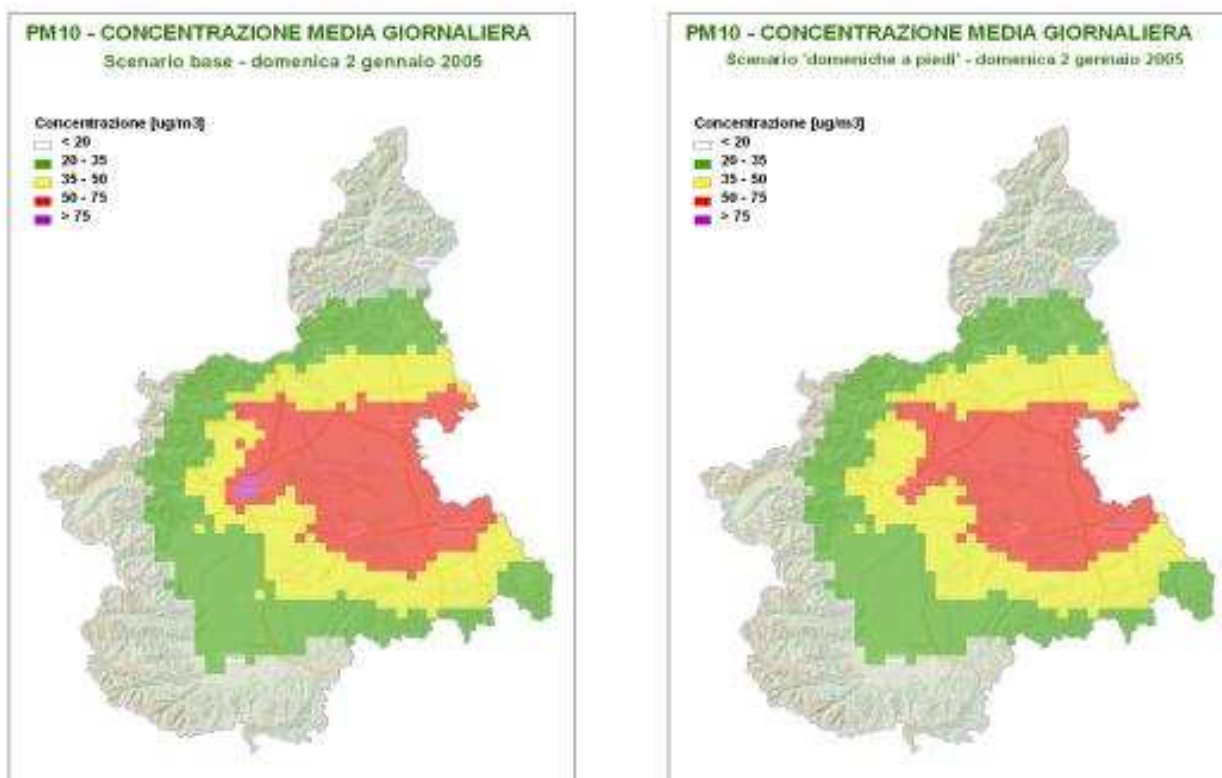 PM10 - CONCENTRAZIONE MEDIA GIORNALIERA
Scenario base - domenica 2 gennaio 2005
Concentrazione [ug/m3]
< 20
20 - 35
35 - 50
50 - 75
> 75
PM10 - CONCENTRAZIONE MEDIA GIORNALIERA
Scenario 'domeniche a piedi' - domenica 2 gennaio 2005
Concentrazione [ug/m3]
< 20
20 - 35
35 - 50
50 - 75
> 75